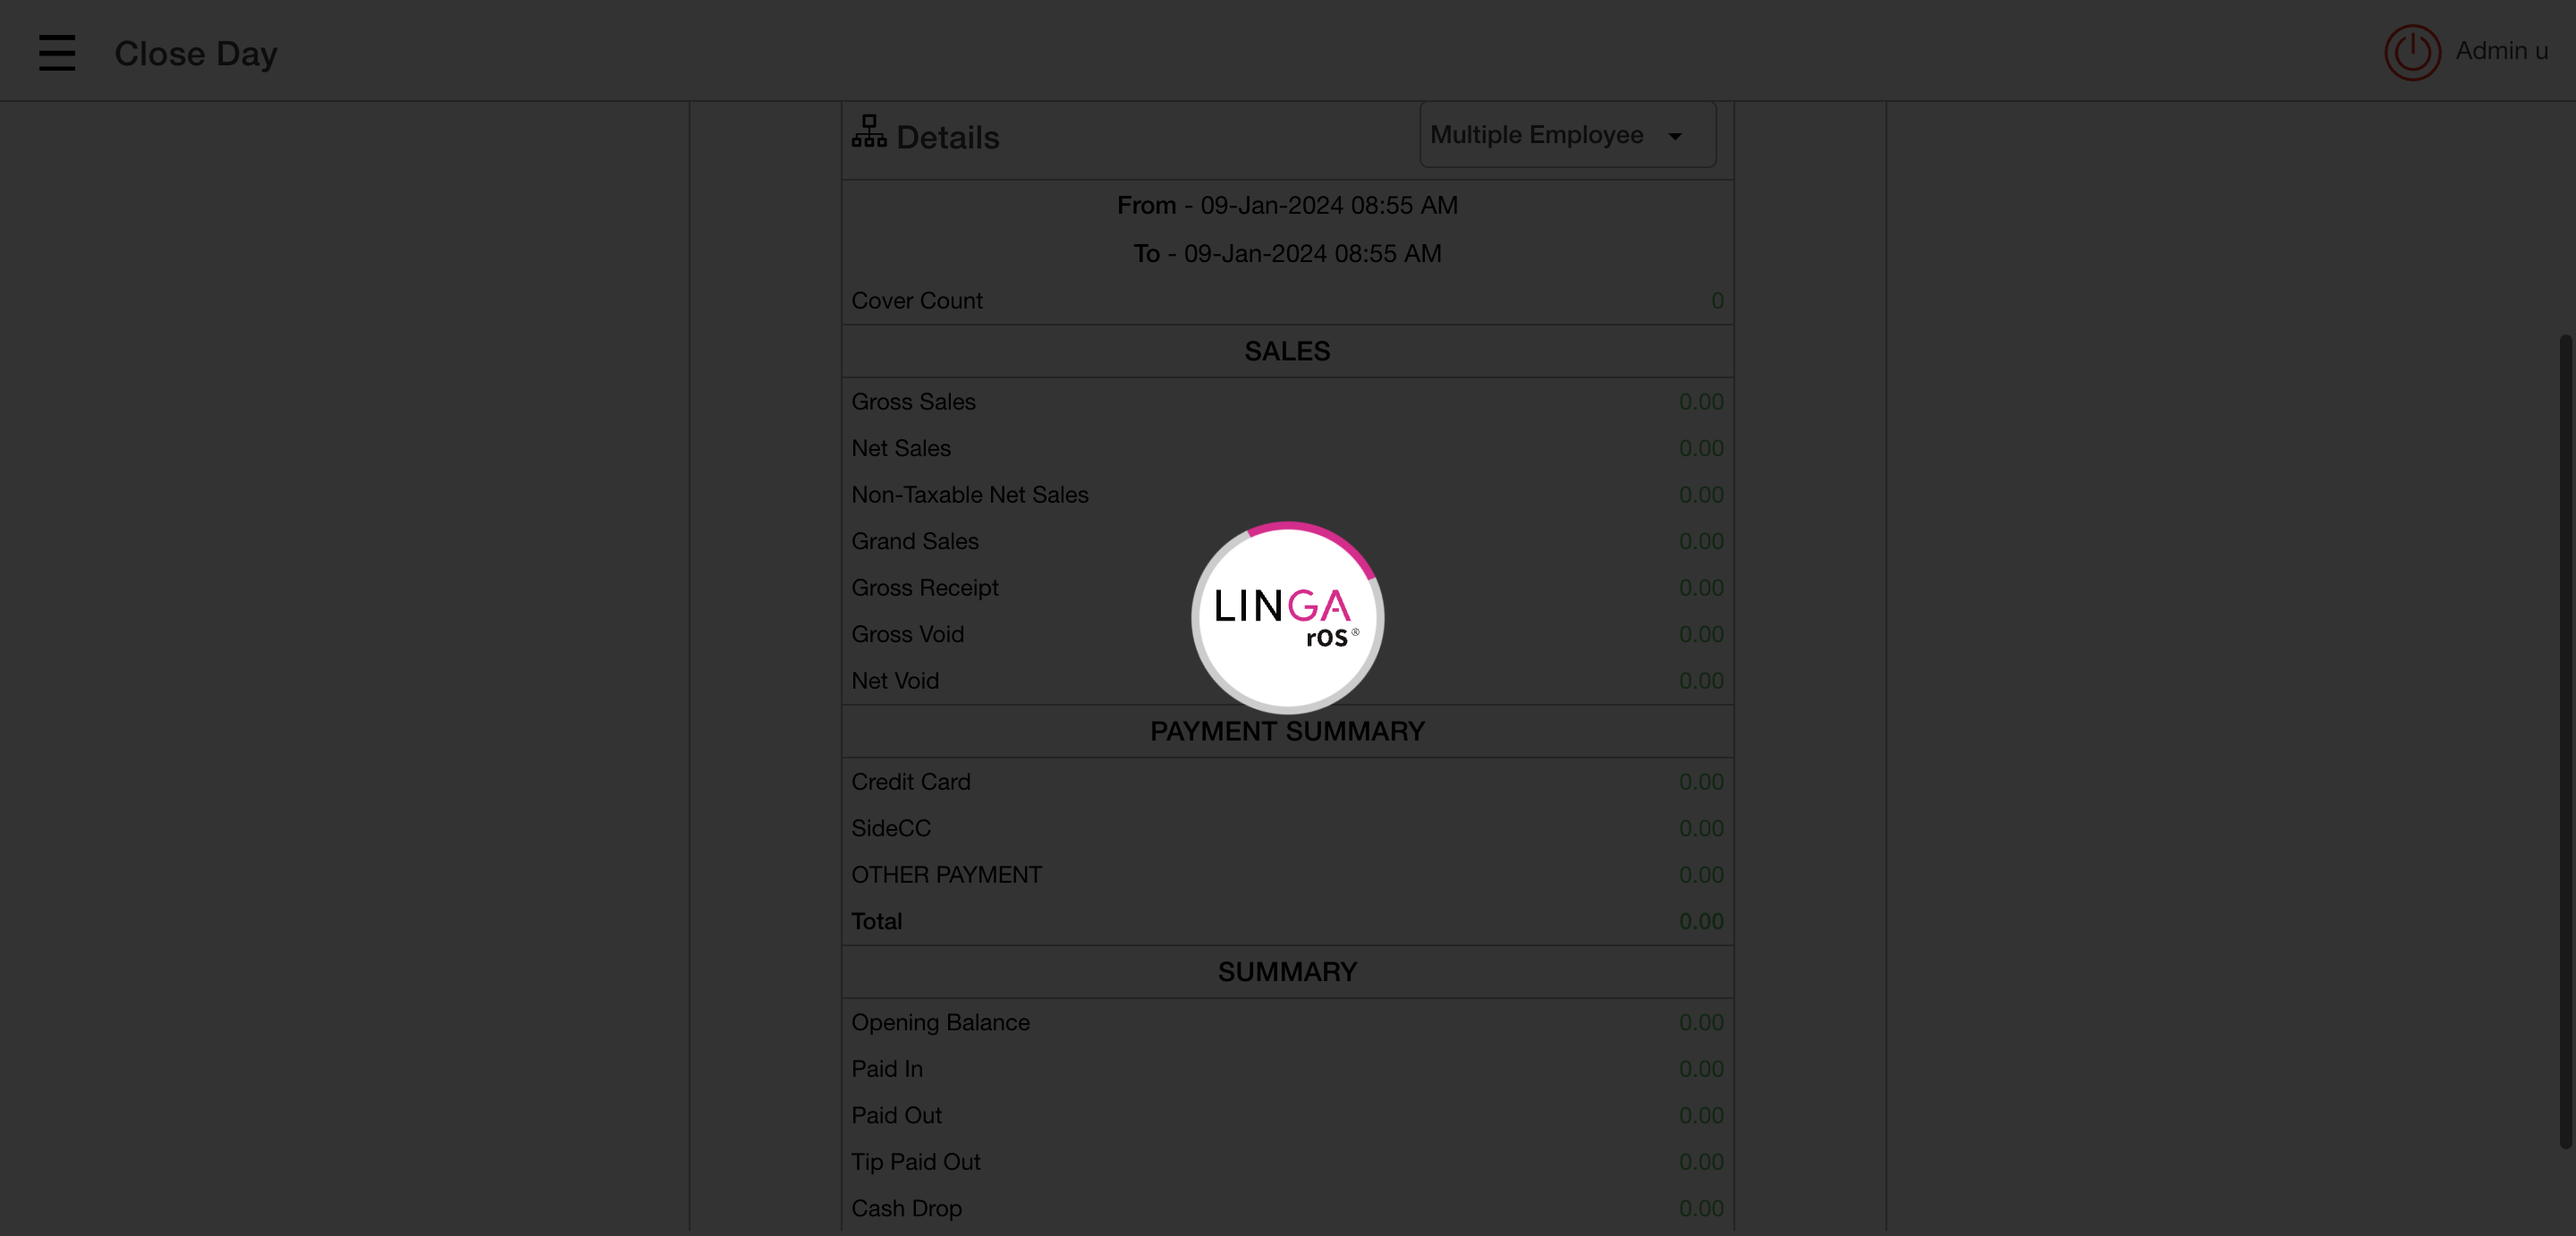 Close Day
Admin u
Details
Multiple Employee
From - 09-Jan-2024 08:55 AM
To - 09-Jan-2024 08:55 AM
Cover Count 0
SALES
Gross Sales 0.00
Net Sales 0.00
Non-Taxable Net Sales 0.00
Grand Sales 0.00
Gross Receipt 0.00
Gross Void 0.00
Net Void 0.00
LINGA
rOS®
PAYMENT SUMMARY
Credit Card 0.00
SideCC 0.00
OTHER PAYMENT 0.00
Total 0.00
SUMMARY
Opening Balance 0.00
Paid In 0.00
Paid Out 0.00
Tip Paid Out 0.00
Cash Drop 0.00